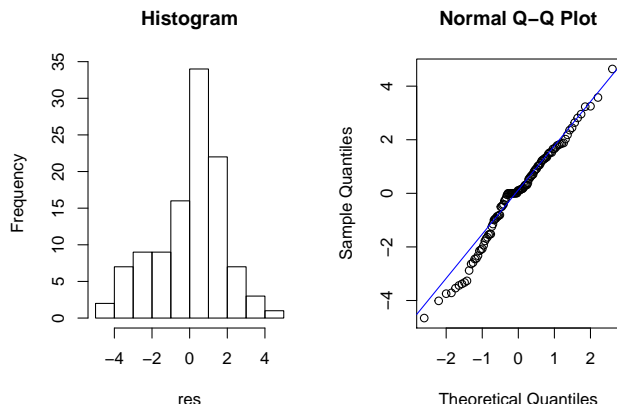 Histogram
Frequency
0
5
10
15
20
25
30
35
−4 −2 0 2 4
res
Normal Q−Q Plot
Sample Quantiles
−4
−2
0
2
4
−2 −1 0 1 2
Theoretical Quantiles